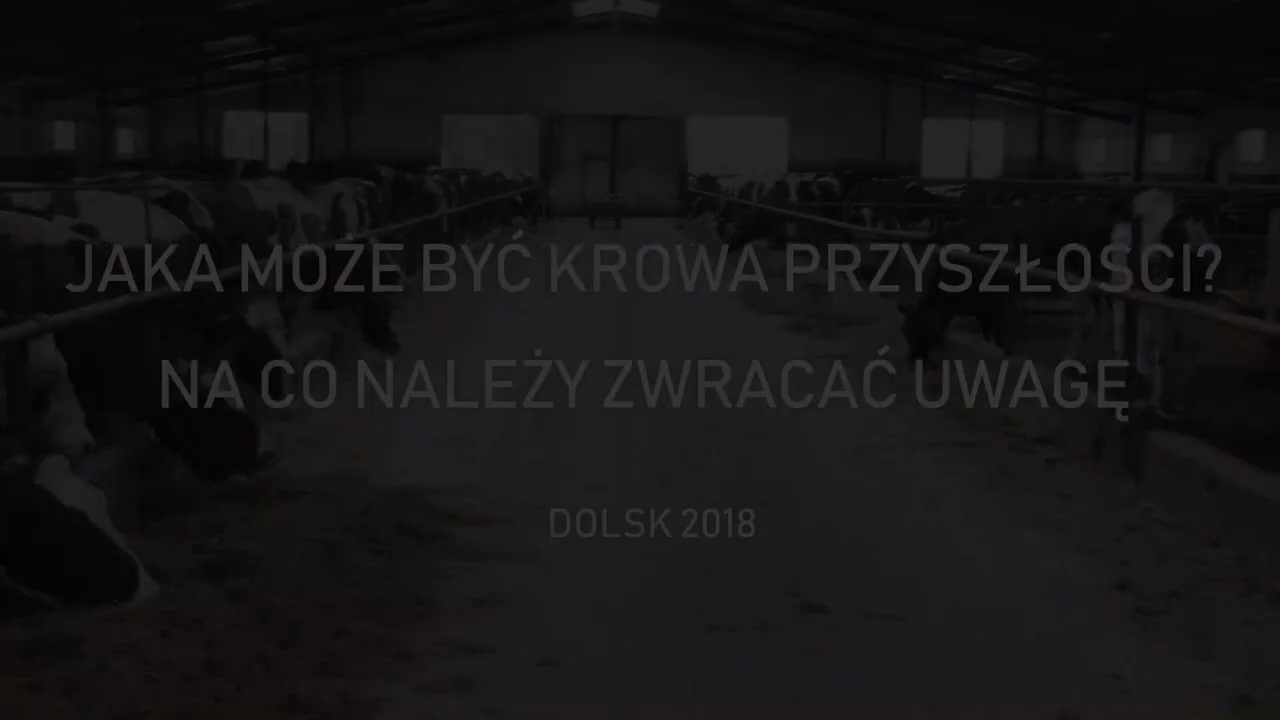 JAKA MOŻE BYĆ KROWA PRZYSZŁOŚCI?
NA CO NALEŻY ZWRACAĆ UWAGĘ
DOLSK 2018